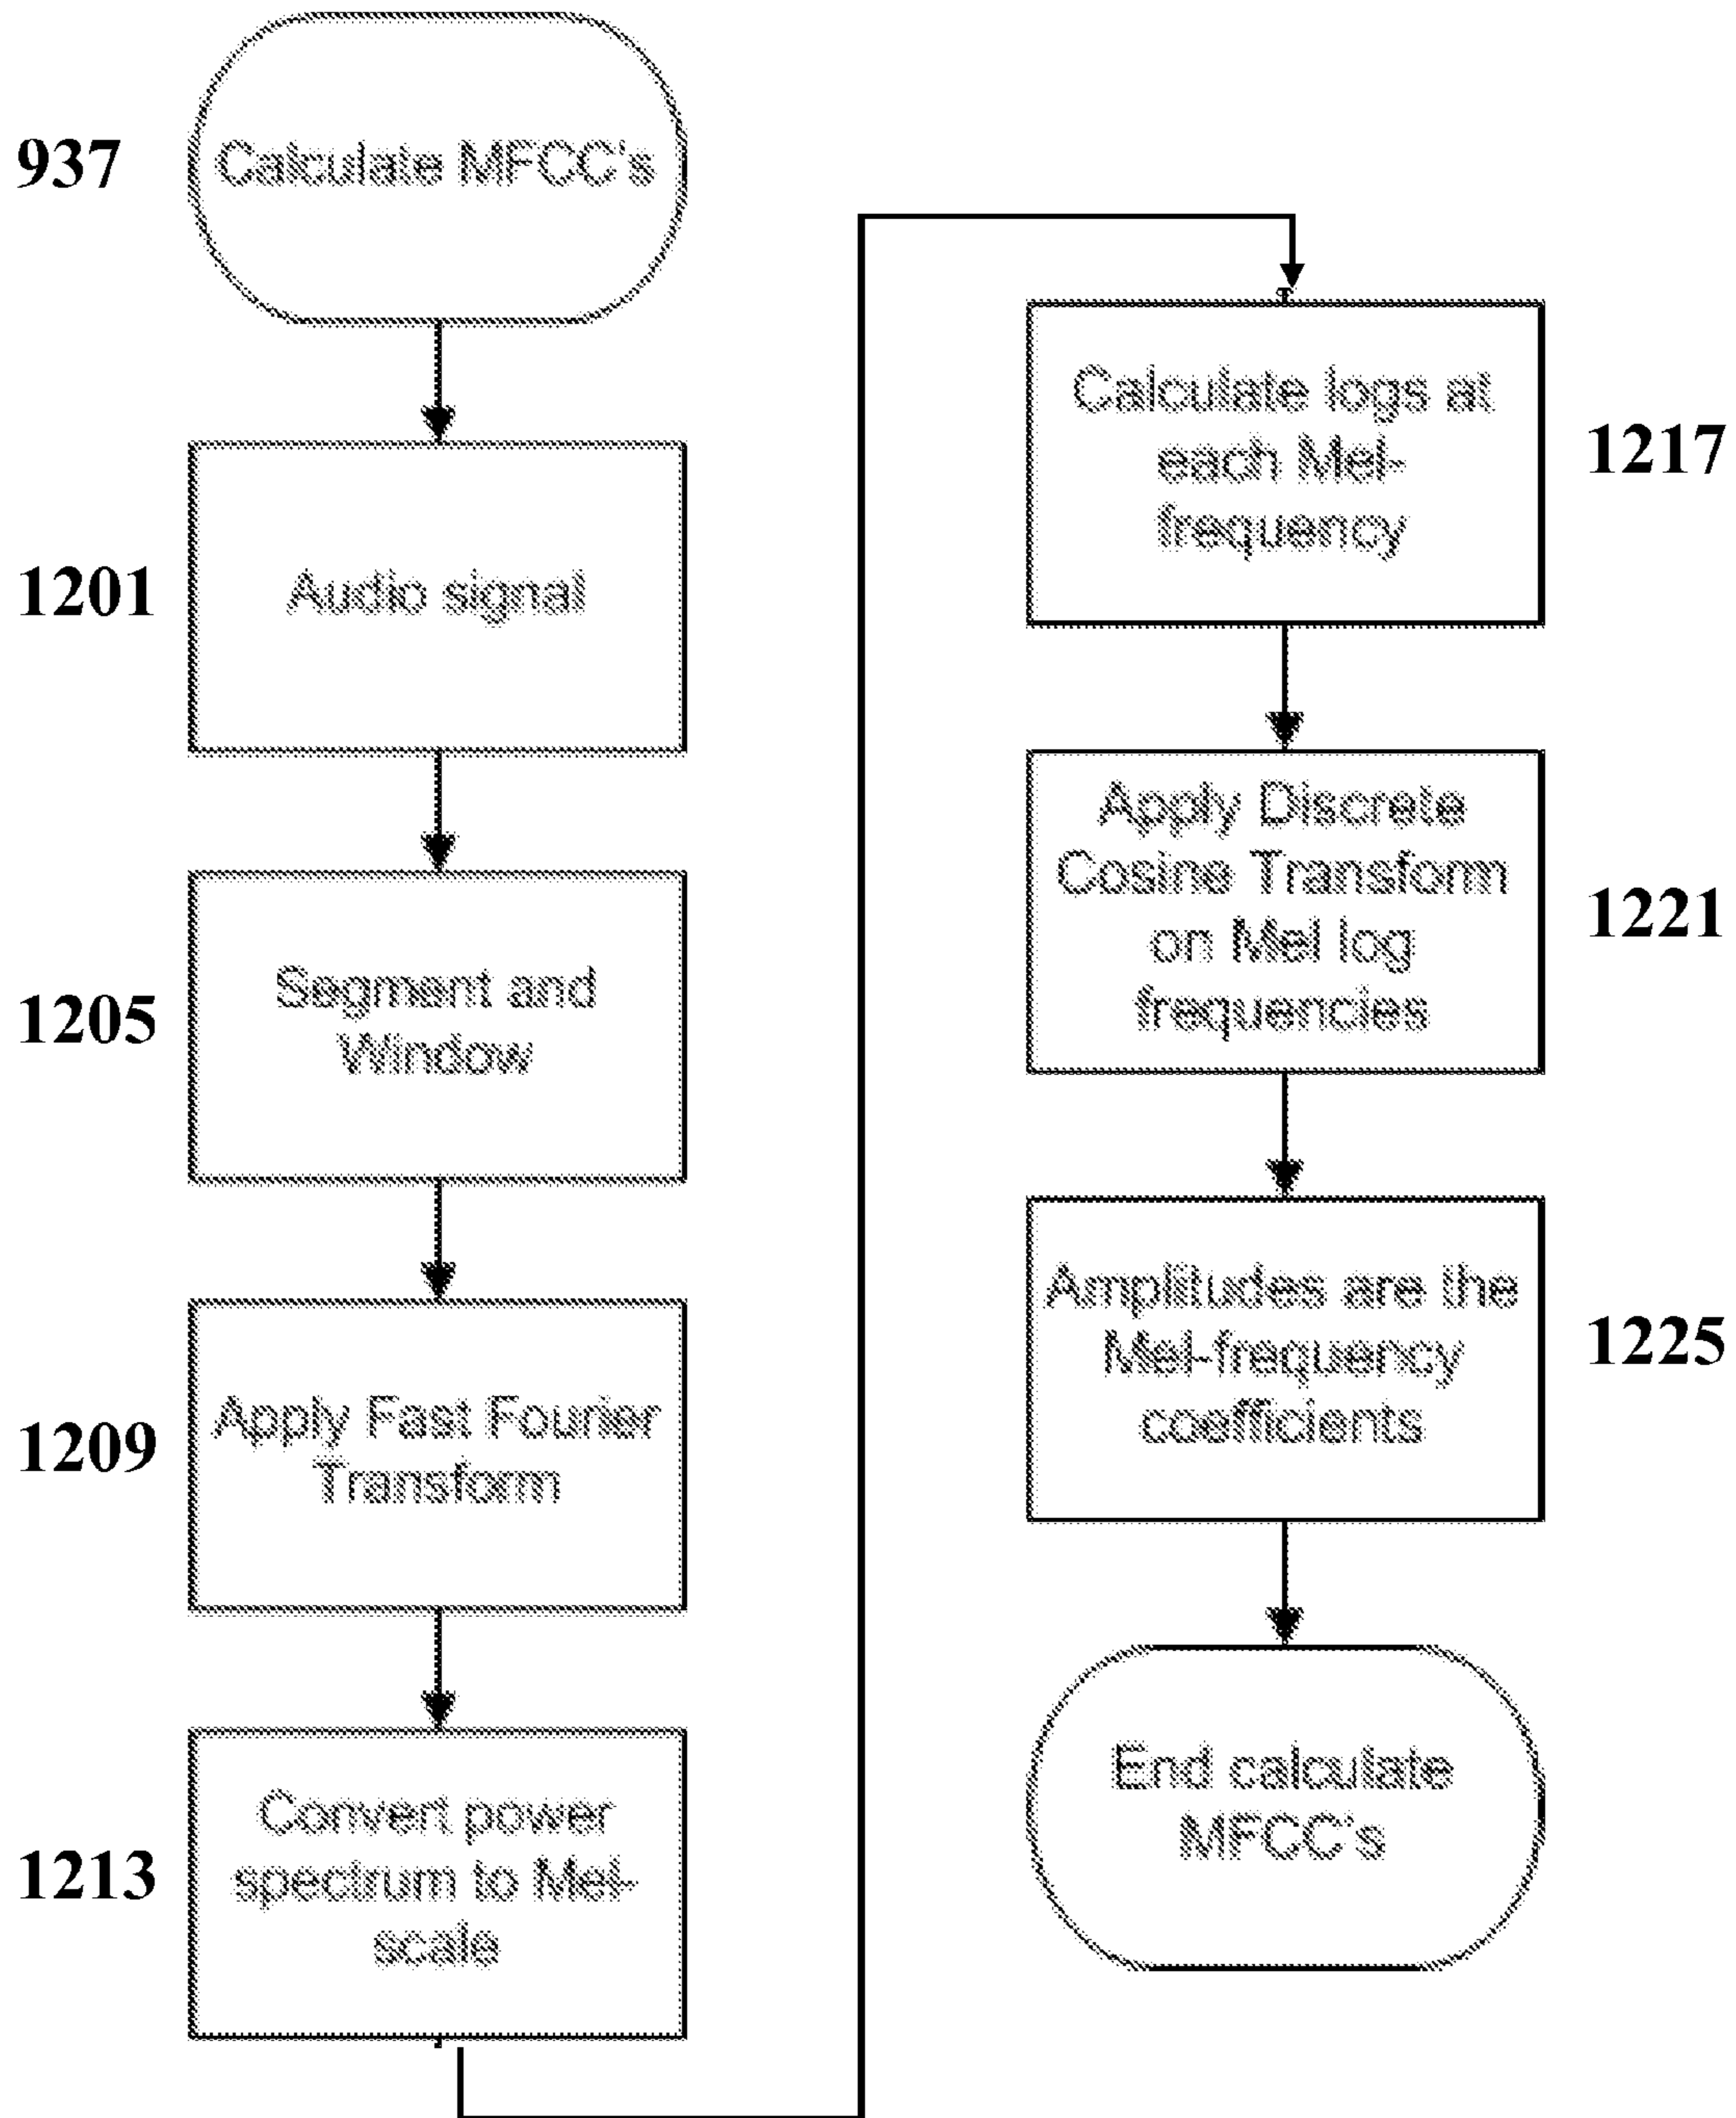 937
Calculate MFCC's
1201
Audio signal
1205
Segment and
Window
1209
Apply Fast Fourier
Transform
1213
Convert power
spectrum to Mel-
scale
Calculate logs at
each Mel-
frequency
1217
Apply Discrete
Cosine Transform
on Mel log
frequencies
1221
Amplitudes are the
Mel-frequency
coefficients
1225
End calculate
MFCC's